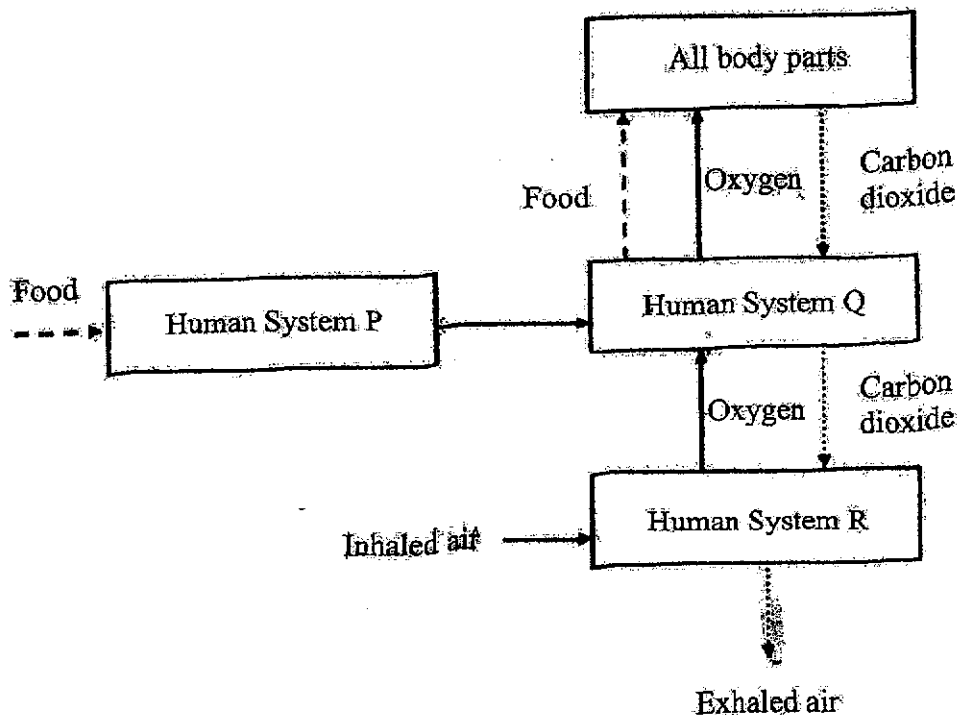 All body parts
Food
Oxygen
Carbon
dioxide
Food
Human System P
Human System Q
Oxygen
Carbon
dioxide
Inhaled air
Human System R
Exhaled air